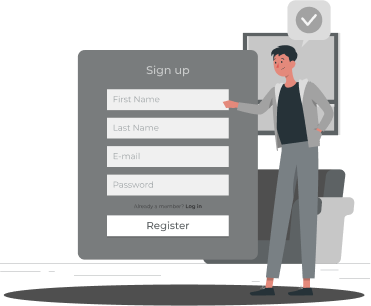 Sign up
First Name
Last Name
E-mail
Password
Already a member? Log in
Register